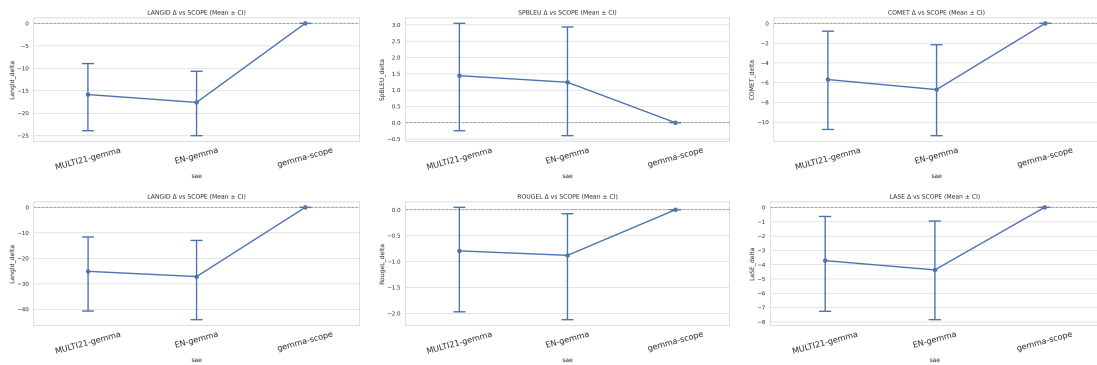 LANGID Δ vs SCOPE (Mean ± CI)
0
−5
−10
−15
−20
−25
LangId_delta
MULTI21-gemma
EN-gemma
gemma-scope
sae
SPBLEU Δ vs SCOPE (Mean ± CI)
3.0
2.5
2.0
1.5
1.0
0.5
0.0
−0.5
SpBLEU_delta
MULTI21-gemma
EN-gemma
gemma-scope
sae
COMET Δ vs SCOPE (Mean ± CI)
0
−2
−4
−6
−8
−10
COMET_delta
MULTI21-gemma
EN-gemma
gemma-scope
sae
LANGID Δ vs SCOPE (Mean ± CI)
0
−10
−20
−30
−40
LangId_delta
MULTI21-gemma
EN-gemma
gemma-scope
sae
ROUGEL Δ vs SCOPE (Mean ± CI)
0.0
−0.5
−1.0
−1.5
−2.0
RougeL_delta
MULTI21-gemma
EN-gemma
gemma-scope
sae
LASE Δ vs SCOPE (Mean ± CI)
0
−1
−2
−3
−4
−5
−6
−7
−8
LaSE_delta
MULTI21-gemma
EN-gemma
gemma-scope
sae